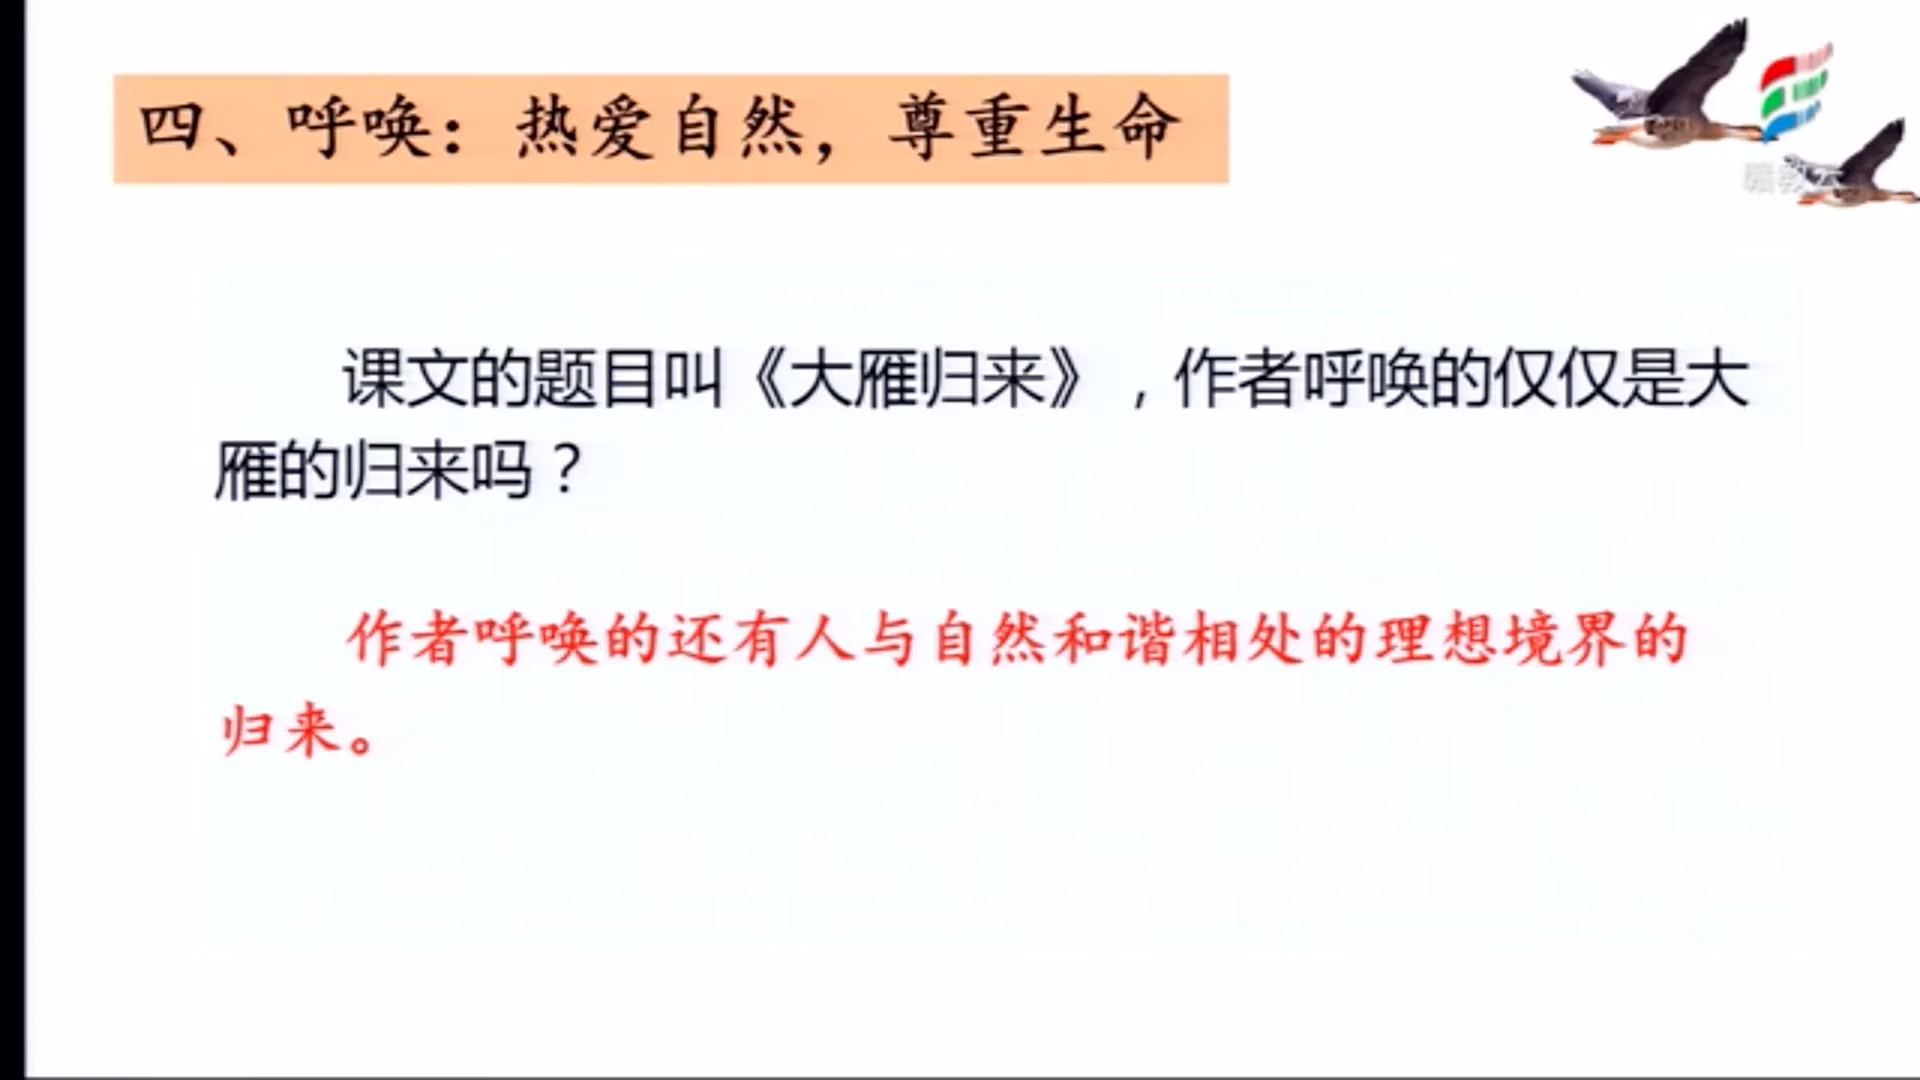 四、呼唤：热爱自然，尊重生命
课文的题目叫《大雁归来》，作者呼唤的仅仅是大
雁的归来吗？
作者呼唤的还有人与自然和谐相处的理想境界的
归来。